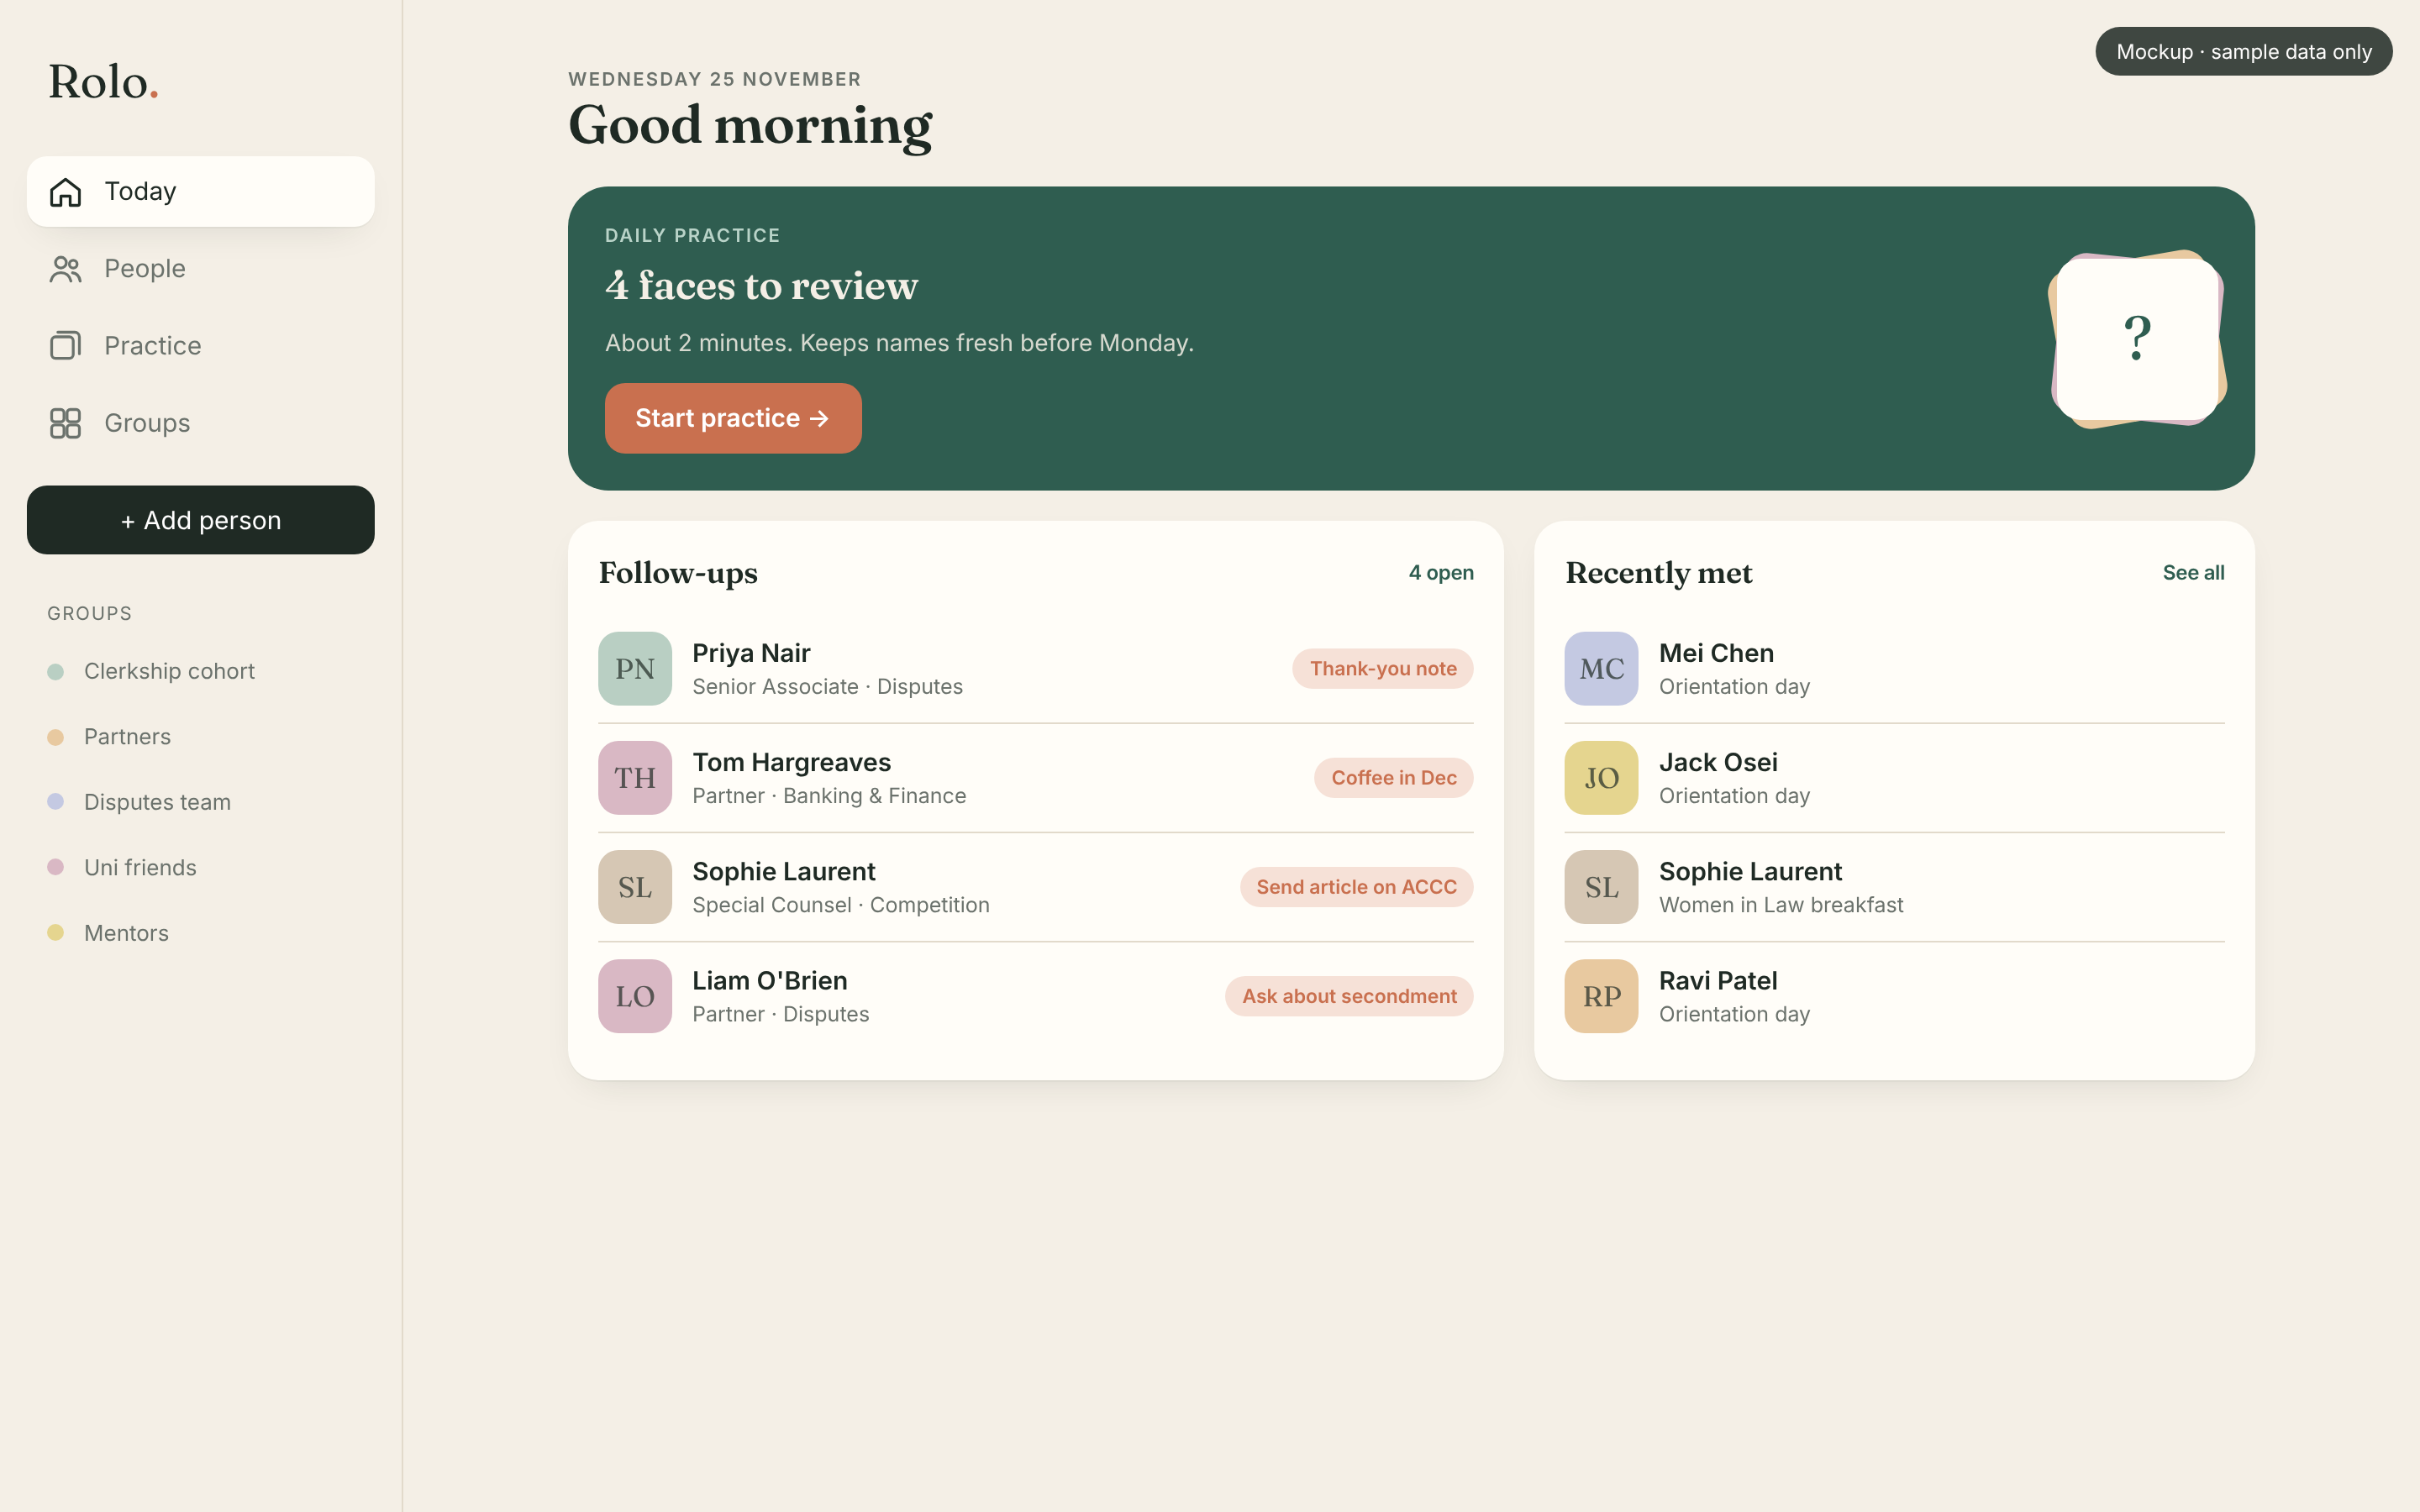 Rolo.
Today
People
Practice
Groups
+ Add person
GROUPS
Clerkship cohort
Partners
Disputes team
Uni friends
Mentors
Mockup · sample data only
WEDNESDAY 25 NOVEMBER
Good morning
DAILY PRACTICE
4 faces to review
About 2 minutes. Keeps names fresh before Monday.
Start practice →
?
Follow-ups
4 open
PN
Priya Nair
Senior Associate · Disputes
Thank-you note
TH
Tom Hargreaves
Partner · Banking & Finance
Coffee in Dec
SL
Sophie Laurent
Special Counsel · Competition
Send article on ACCC
LO
Liam O'Brien
Partner · Disputes
Ask about secondment
Recently met
See all
MC
Mei Chen
Orientation day
JO
Jack Osei
Orientation day
SL
Sophie Laurent
Women in Law breakfast
RP
Ravi Patel
Orientation day